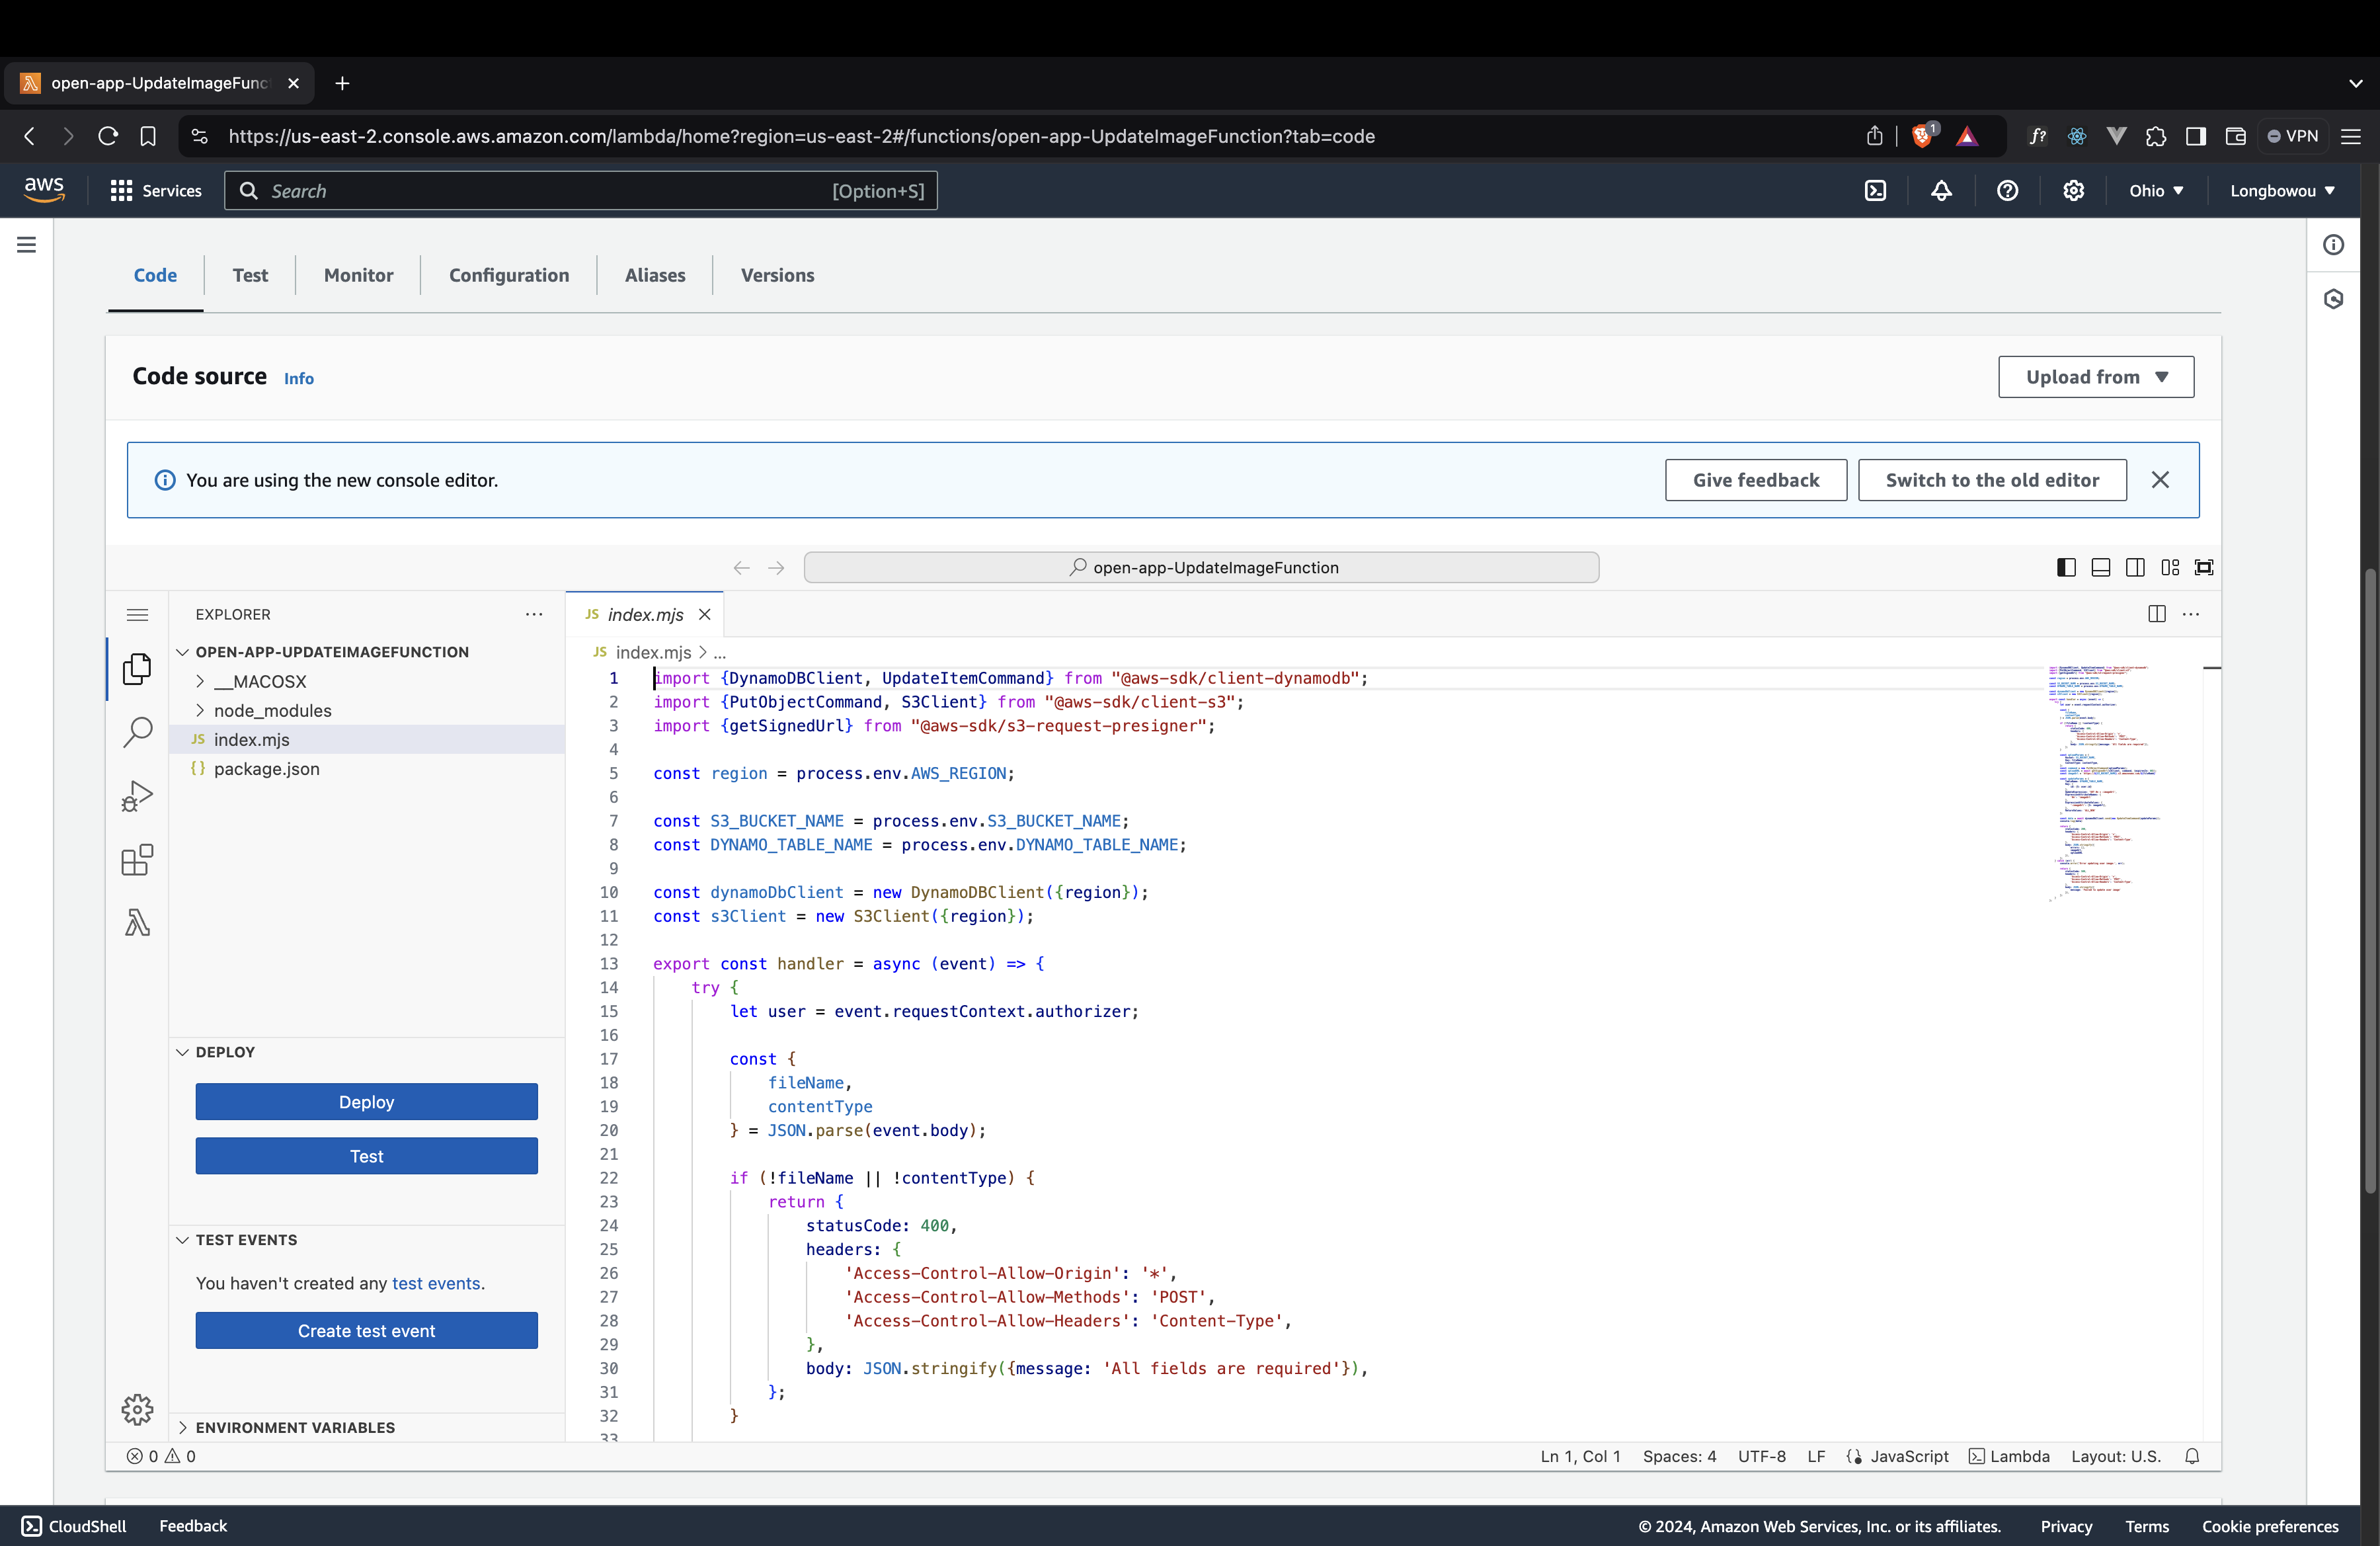 open-app-UpdateImageFunc
https://us-east-2.console.aws.amazon.com/lambda/home?region=us-east-2#/functions/open-app-UpdateImageFunction?tab=code
1
f?
VPN
aws
Services
Search
[Option+S]
Ohio
Longbowou
Code
Test
Monitor
Configuration
Aliases
Versions
Code source
Info
Upload from
You are using the new console editor.
Give feedback
Switch to the old editor
open-app-UpdateImageFunction
EXPLORER
OPEN-APP-UPDATEIMAGEFUNCTION
__MACOSX
node_modules
JS index.mjs
{} package.json
DEPLOY
Deploy
Test
TEST EVENTS
You haven't created any test events.
Create test event
ENVIRONMENT VARIABLES
JS index.mjs
JS index.mjs > ...
1 import {DynamoDBClient, UpdateItemCommand} from "@aws-sdk/client-dynamodb";
2 import {PutObjectCommand, S3Client} from "@aws-sdk/client-s3";
3 import {getSignedUrl} from "@aws-sdk/s3-request-presigner";
4
5 const region = process.env.AWS_REGION;
6
7 const S3_BUCKET_NAME = process.env.S3_BUCKET_NAME;
8 const DYNAMO_TABLE_NAME = process.env.DYNAMO_TABLE_NAME;
9
10 const dynamoDbClient = new DynamoDBClient({region});
11 const s3Client = new S3Client({region});
12
13 export const handler = async (event) => {
14 try {
15 let user = event.requestContext.authorizer;
16
17 const {
18 fileName,
19 contentType
20 } = JSON.parse(event.body);
21
22 if (!fileName || !contentType) {
23 return {
24 statusCode: 400,
25 headers: {
26 'Access-Control-Allow-Origin': '*',
27 'Access-Control-Allow-Methods': 'POST',
28 'Access-Control-Allow-Headers': 'Content-Type',
29 },
30 body: JSON.stringify({message: 'All fields are required'}),
31 };
32 }
33
0 0
Ln 1, Col 1
Spaces: 4
UTF-8
LF
JavaScript
Lambda
Layout: U.S.
CloudShell
Feedback
© 2024, Amazon Web Services, Inc. or its affiliates.
Privacy
Terms
Cookie preferences